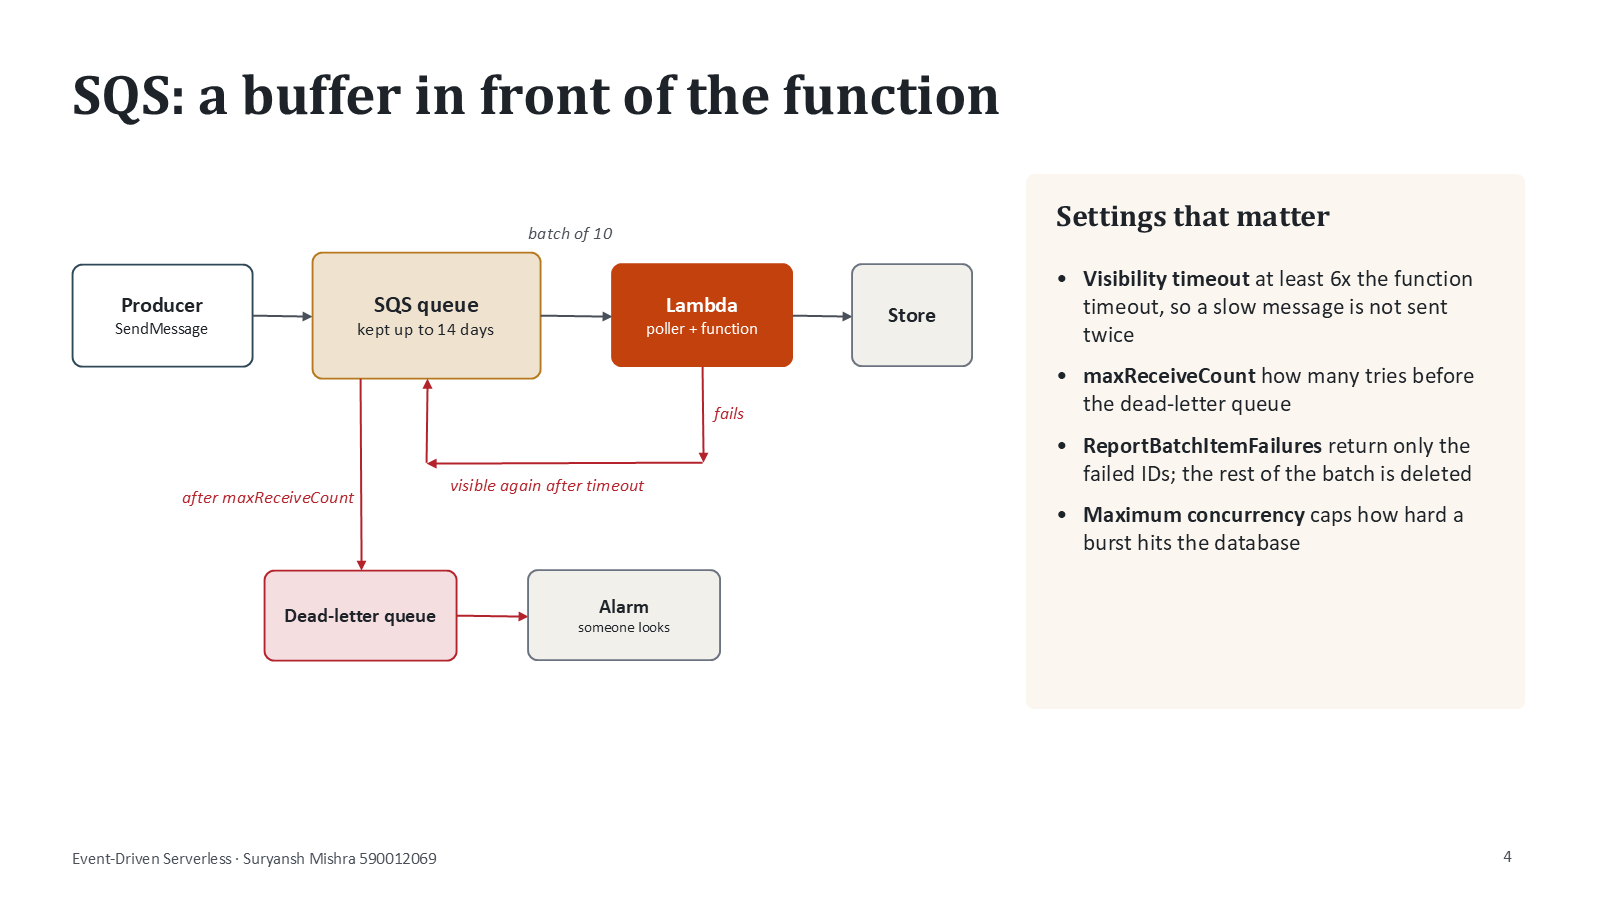 SQS: a buffer in front of the function
batch of 10
Producer
SendMessage
SQS queue
kept up to 14 days
Lambda
poller + function
Store
fails
visible again after timeout
after maxReceiveCount
Dead-letter queue
Alarm
someone looks
Settings that matter
• Visibility timeout at least 6x the function
timeout, so a slow message is not sent
twice
• maxReceiveCount how many tries before
the dead-letter queue
• ReportBatchItemFailures return only the
failed IDs; the rest of the batch is deleted
• Maximum concurrency caps how hard a
burst hits the database
Event-Driven Serverless · Suryansh Mishra 590012069
4